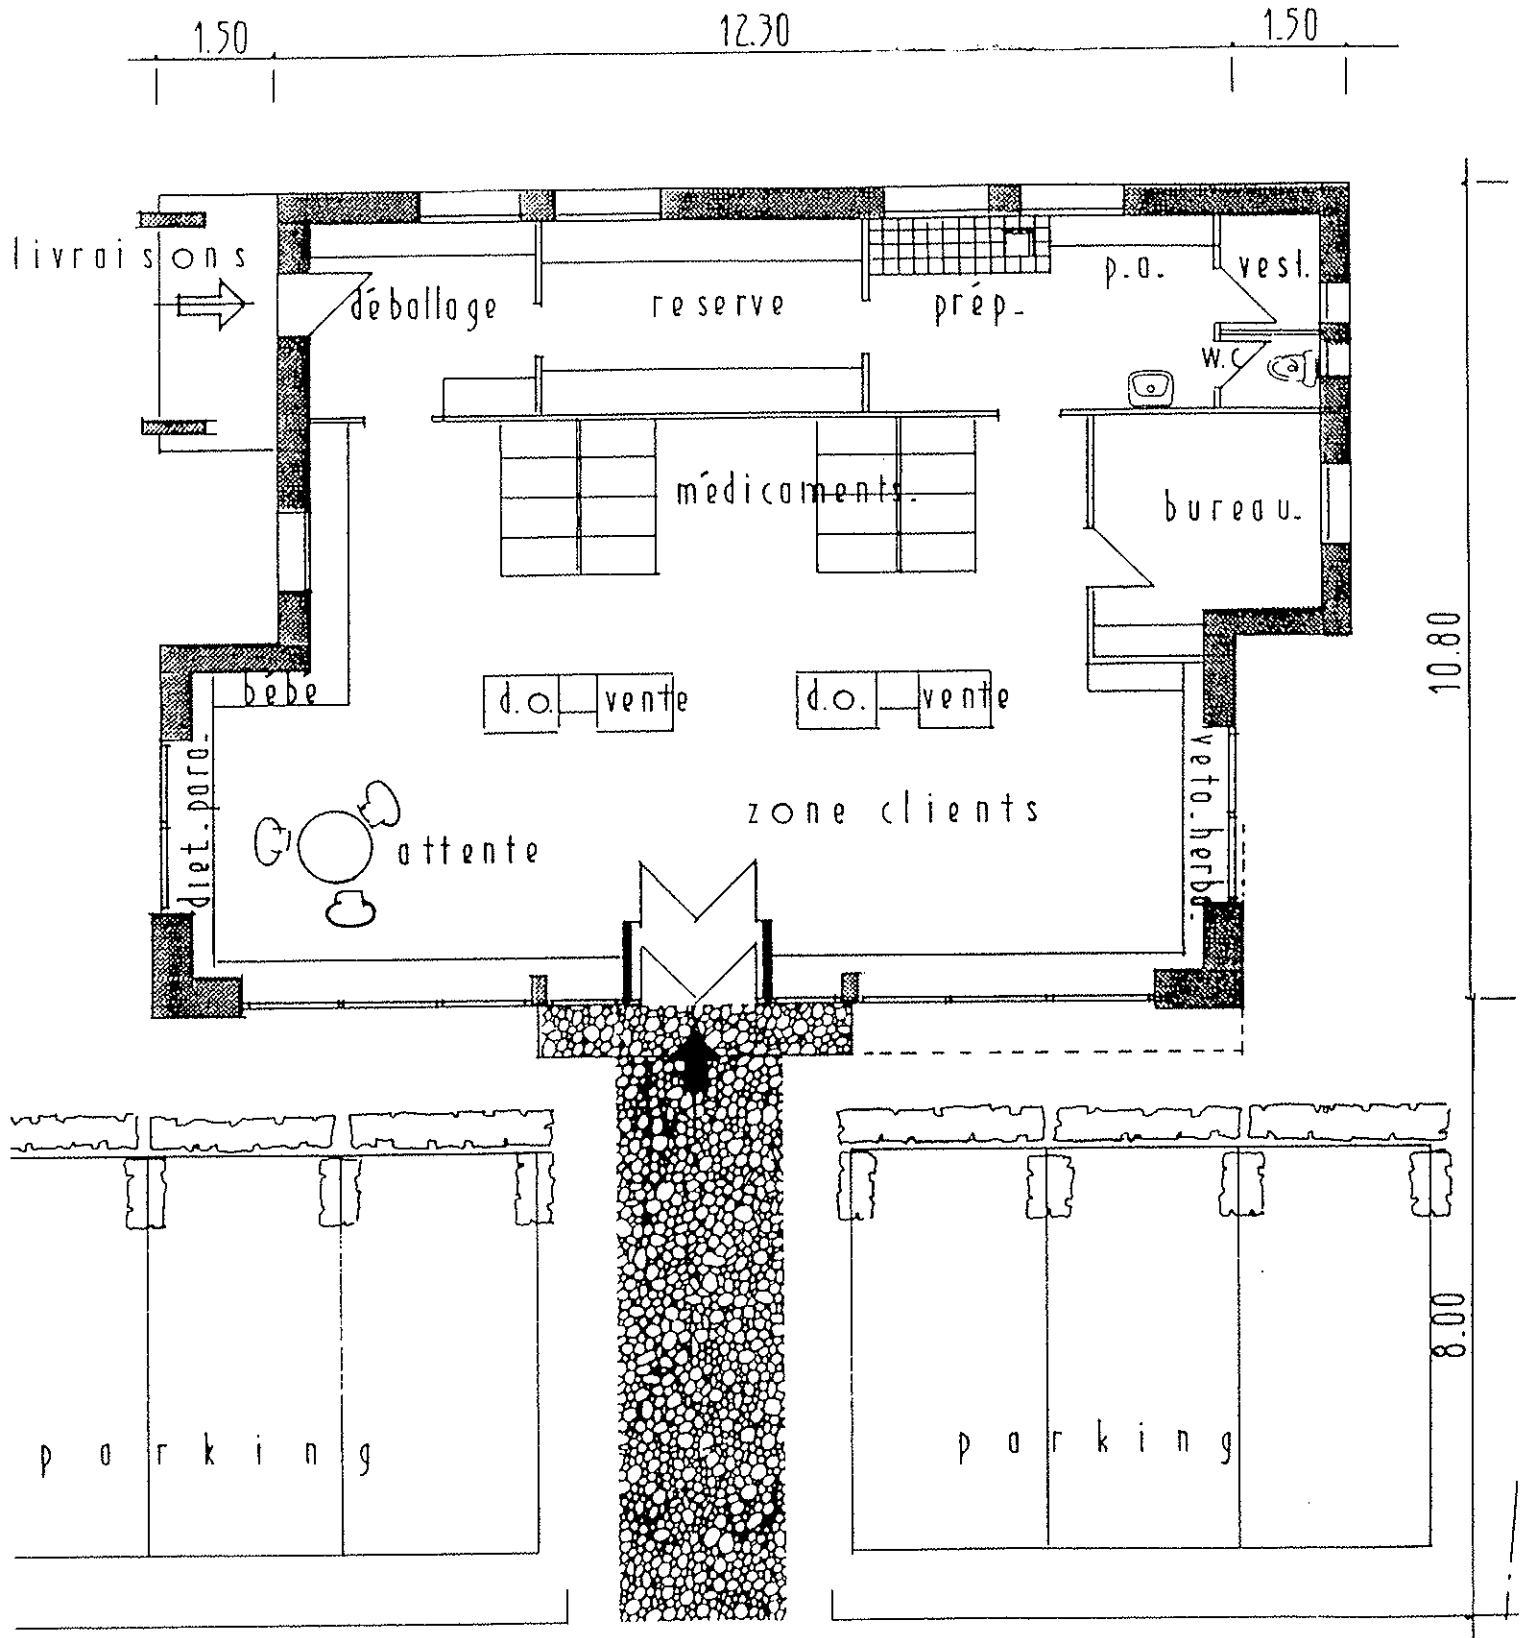 1.50
12.30
1.50
livraisons
déballage
reserve
prép.
p.a.
vest.
w.c
médicaments.
bureau.
10.80
bébé
d.o.
vente
d.o.
vente
diet.para.
attente
zone clients
veto.herbo.
8.00
parking
parking